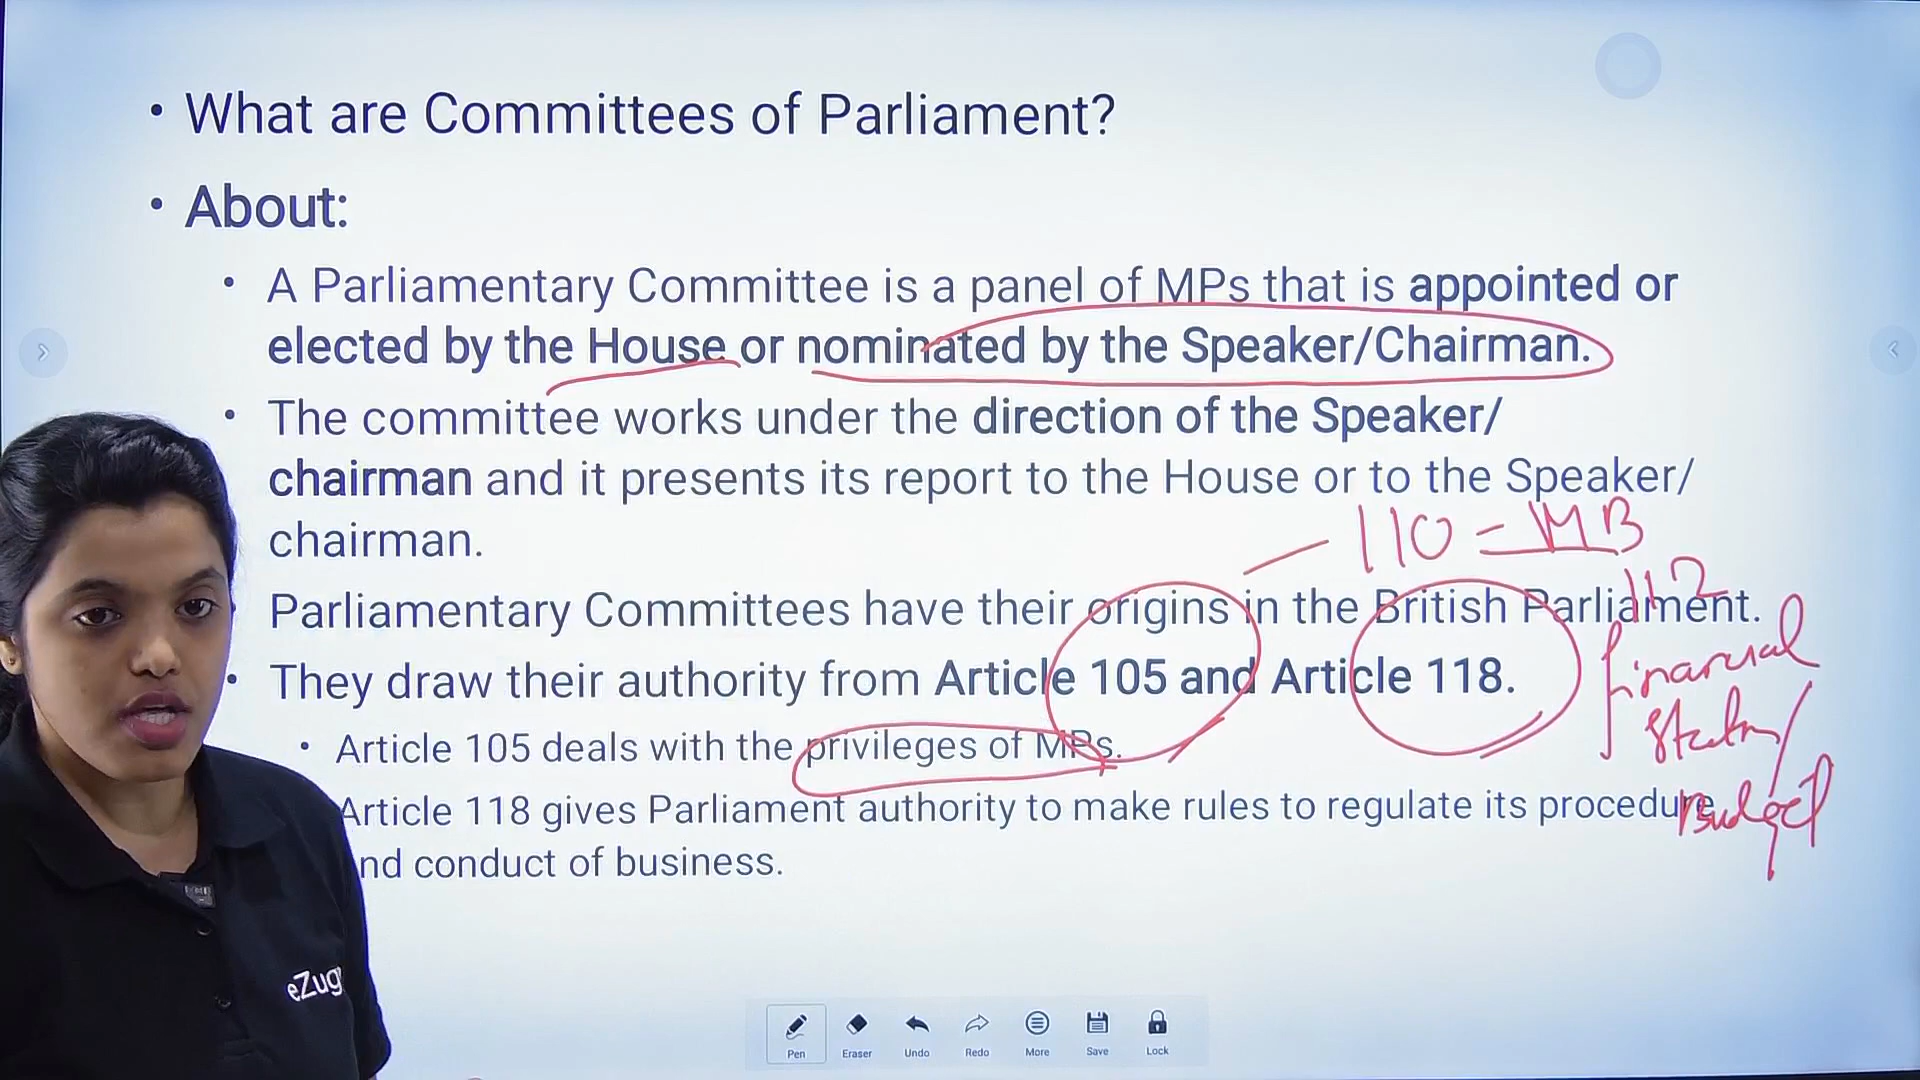 • What are Committees of Parliament?
• About:
• A Parliamentary Committee is a panel of MPs that is appointed or
elected by the House or nominated by the Speaker/Chairman.
• The committee works under the direction of the Speaker/
chairman and it presents its report to the House or to the Speaker/
chairman.
110 = MB
112
Parliamentary Committees have their origins in the British Parliament.
financial
• They draw their authority from Article 105 and Article 118.
• Article 105 deals with the privileges of MPs.
Article 118 gives Parliament authority to make rules to regulate its procedure
Budget
nd conduct of business.
eZug
Pen Eraser Undo Redo More Save Lock